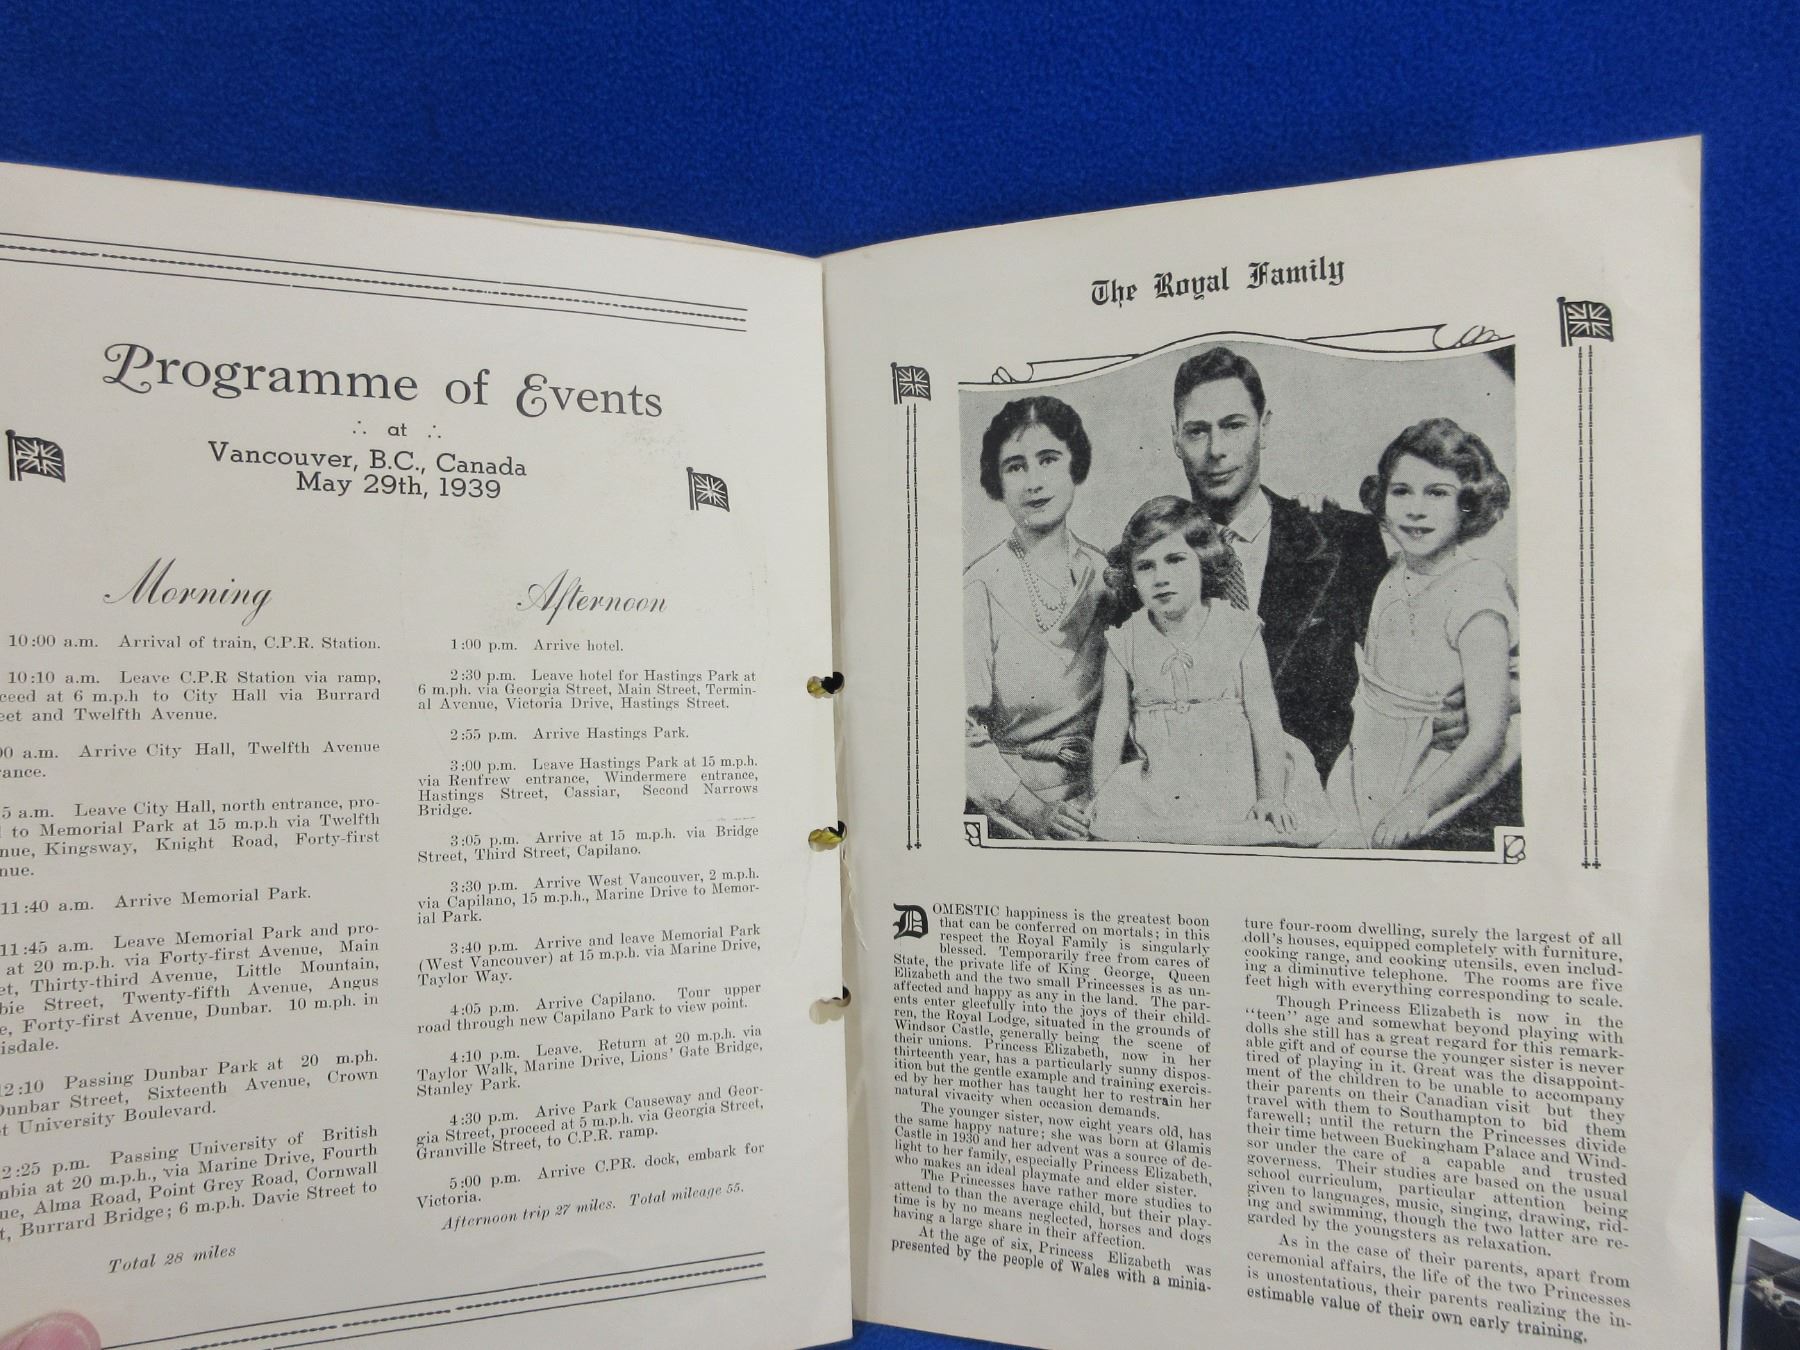 Programme of Events
at
Vancouver, B.C., Canada
May 29th, 1939
Morning
10:00 a.m. Arrival of train, C.P.R. Station.
10:10 a.m. Leave C.P.R Station via ramp,
ceed at 6 m.p.h to City Hall via Burrard
eet and Twelfth Avenue.
00 a.m. Arrive City Hall, Twelfth Avenue
rance.
5 a.m. Leave City Hall, north entrance, pro-
to Memorial Park at 15 m.p.h via Twelfth
nue, Kingsway, Knight Road, Forty-first
nue.
11:40 a.m. Arrive Memorial Park.
11:45 a.m. Leave Memorial Park and pro-
at 20 m.p.h. via Forty-first Avenue, Main
et, Thirty-third Avenue, Little Mountain,
bie Street, Twenty-fifth Avenue, Angus
e, Forty-first Avenue, Dunbar. 10 m.ph. in
isdale.
12:10 Passing Dunbar Park at 20 m.ph.
Dunbar Street, Sixteenth Avenue, Crown
t University Boulevard.
2:25 p.m. Passing University of British
mbia at 20 m.p.h., via Marine Drive, Fourth
ue, Alma Road, Point Grey Road, Cornwall
t, Burrard Bridge; 6 m.p.h. Davie Street to
Total 28 miles
Afternoon
1:00 p.m. Arrive hotel.
2:30 p.m. Leave hotel for Hastings Park at
6 m.ph. via Georgia Street, Main Street, Termin-
al Avenue, Victoria Drive, Hastings Street.
2:55 p.m. Arrive Hastings Park.
3:00 p.m. Leave Hastings Park at 15 m.p.h.
via Renfrew entrance, Windermere entrance,
Hastings Street, Cassiar, Second Narrows
Bridge.
3:05 p.m. Arrive at 15 m.p.h. via Bridge
Street, Third Street, Capilano.
3:30 p.m. Arrive West Vancouver, 2 m.p.h.
via Capilano, 15 m.p.h., Marine Drive to Memor-
ial Park.
3:40 p.m. Arrive and leave Memorial Park
(West Vancouver) at 15 m.p.h. via Marine Drive,
Taylor Way.
4:05 p.m. Arrive Capilano. Tour upper
road through new Capilano Park to view point.
4:10 p.m. Leave. Return at 20 m.p.h. via
Taylor Walk, Marine Drive, Lions' Gate Bridge,
Stanley Park.
4:30 p.m. Arive Park Causeway and Geor-
gia Street, proceed at 5 m.p.h. via Georgia Street,
Granville Street, to C.P.R. ramp.
5:00 p.m. Arrive C.PR. dock, embark for
Victoria.
Afternoon trip 27 miles. Total mileage 55.
The Royal Family
DOMESTIC happiness is the greatest boon
that can be conferred on mortals; in this
respect the Royal Family is singularly
blessed. Temporarily free from cares of
State, the private life of King George, Queen
Elizabeth and the two small Princesses is as un-
affected and happy as any in the land. The par-
ents enter gleefully into the joys of their child-
ren, the Royal Lodge, situated in the grounds of
Windsor Castle, generally being the scene of
their unions. Princess Elizabeth, now in her
thirteenth year, has a particularly sunny dispos-
ition but the gentle example and training exercis-
ed by her mother has taught her to restrain her
natural vivacity when occasion demands.
The younger sister, now eight years old, has
the same happy nature; she was born at Glamis
Castle in 1930 and her advent was a source of de-
light to her family, especially Princess Elizabeth,
who makes an ideal playmate and elder sister.
The Princesses have rather more studies to
attend to than the average child, but their play-
time is by no means neglected, horses and dogs
having a large share in their affection.
At the age of six, Princess Elizabeth was
presented by the people of Wales with a minia-
ture four-room dwelling, surely the largest of all
doll's houses, equipped completely with furniture,
cooking range, and cooking utensils, even includ-
ing a diminutive telephone. The rooms are five
feet high with everything corresponding to scale.
Though Princess Elizabeth is now in the
"teen" age and somewhat beyond playing with
dolls she still has a great regard for this remark-
able gift and of course the younger sister is never
tired of playing in it. Great was the disappoint-
ment of the children to be unable to accompany
their parents on their Canadian visit but they
travel with them to Southampton to bid them
farewell; until the return the Princesses divide
their time between Buckingham Palace and Wind-
sor under the care of a capable and trusted
governess. Their studies are based on the usual
school curriculum, particular attention being
given to languages, music, singing, drawing, rid-
ing and swimming, though the two latter are re-
garded by the youngsters as relaxation.
As in the case of their parents, apart from
ceremonial affairs, the life of the two Princesses
is unostentatious, their parents realizing the in-
estimable value of their own early training.